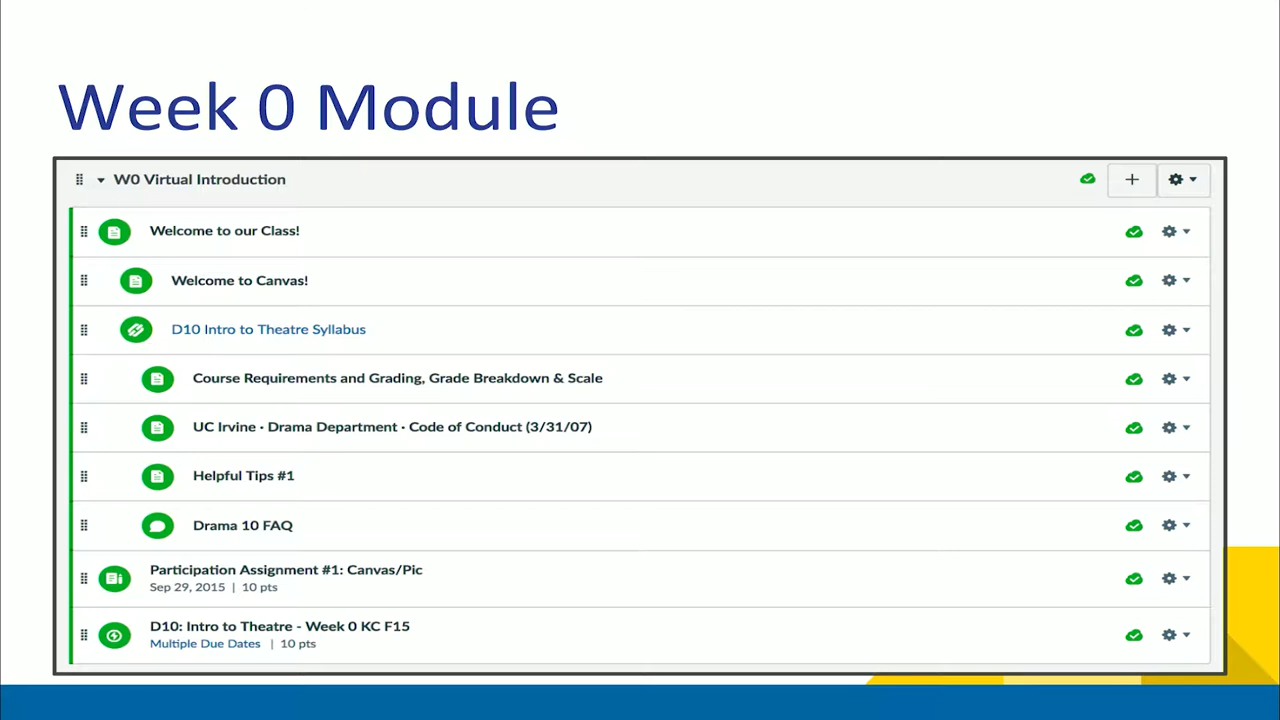 Week 0 Module
W0 Virtual Introduction
Welcome to our Class!
Welcome to Canvas!
D10 Intro to Theatre Syllabus
Course Requirements and Grading, Grade Breakdown & Scale
UC Irvine · Drama Department · Code of Conduct (3/31/07)
Helpful Tips #1
Drama 10 FAQ
Participation Assignment #1: Canvas/Pic
Sep 29, 2015 | 10 pts
D10: Intro to Theatre - Week 0 KC F15
Multiple Due Dates | 10 pts